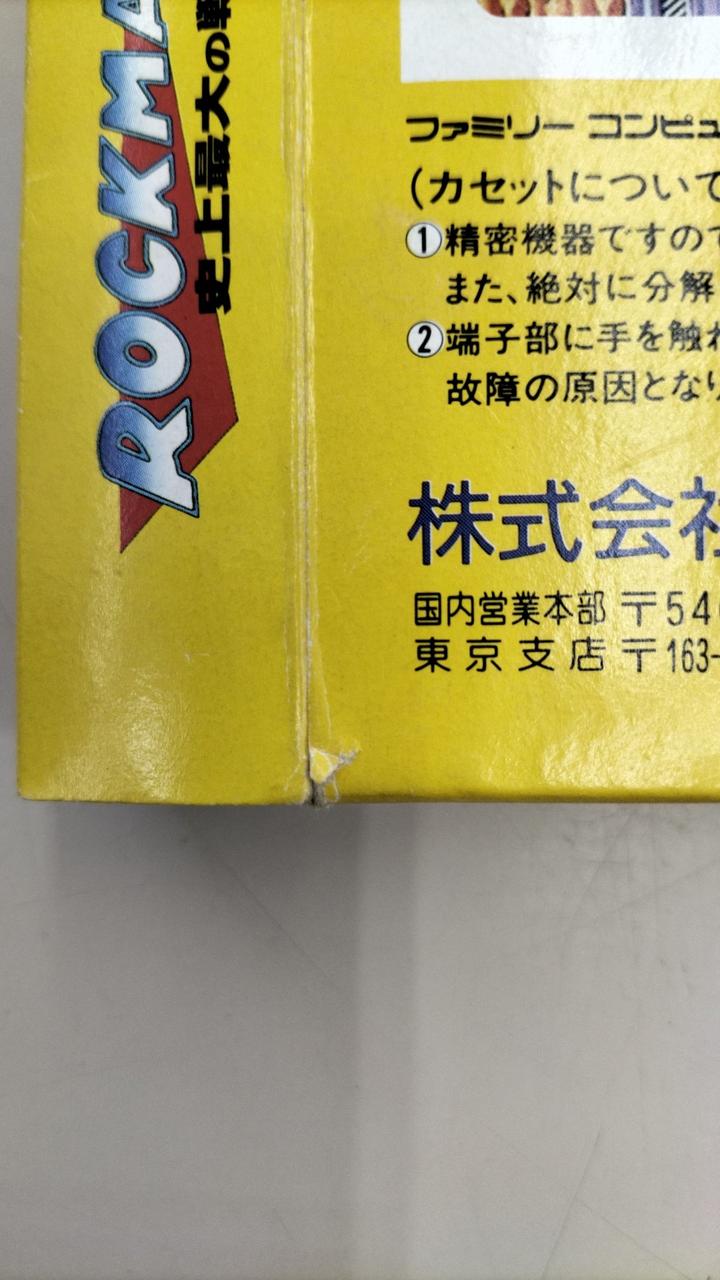 ROCKMA
史上最大の戦
ファミリー コンピュ
(カセットについて
①精密機器ですので
また、絶対に分解
②端子部に手を触れ
故障の原因となり
株式会社
国内営業本部 〒54
東京支店 〒163-